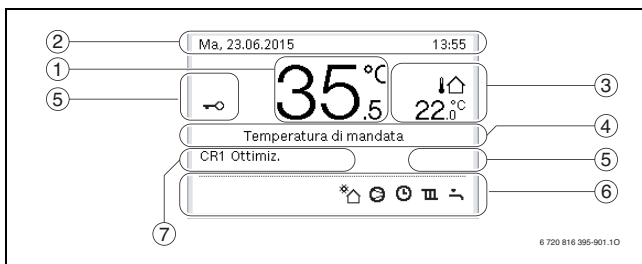 Ma, 23.06.2015 13:55
2
1
35.5 °C
3
5
22.0 °C
4
Temperatura di mandata
CR1 Ottimiz.
5
6
7
6 720 816 395-901.1O